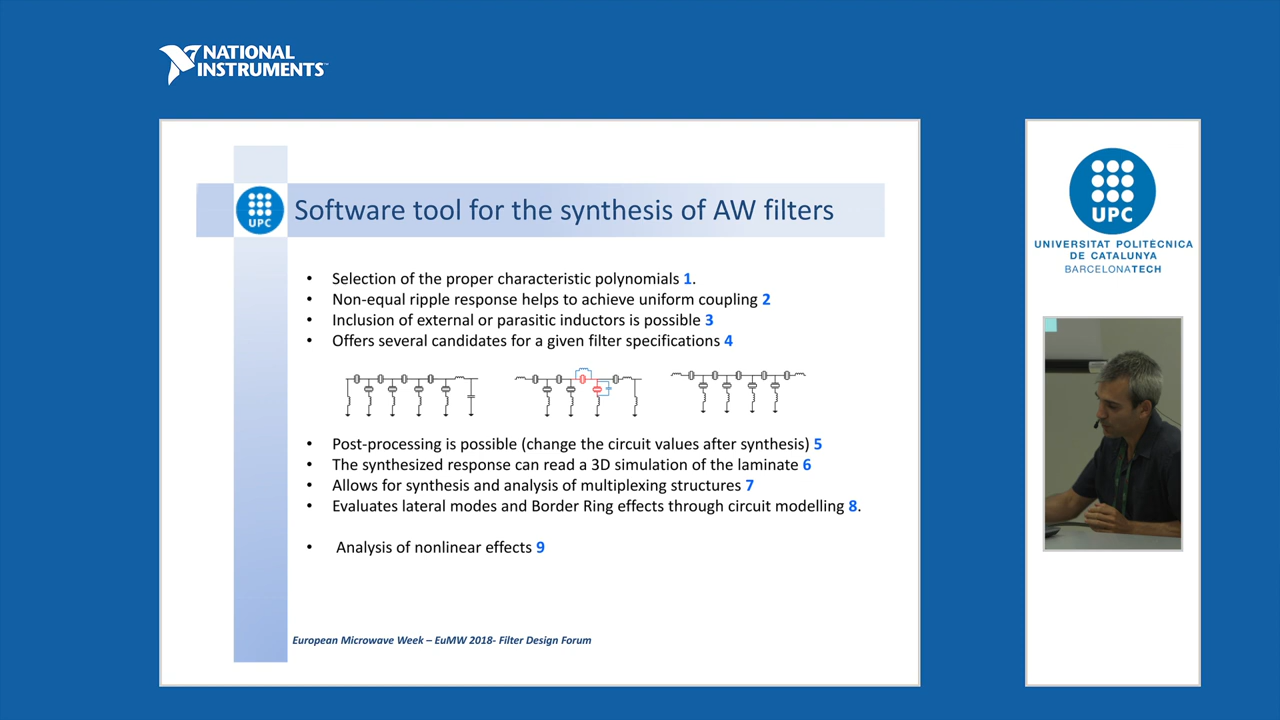 NATIONAL
INSTRUMENTS™
UPC
Software tool for the synthesis of AW filters
• Selection of the proper characteristic polynomials 1.
• Non-equal ripple response helps to achieve uniform coupling 2
• Inclusion of external or parasitic inductors is possible 3
• Offers several candidates for a given filter specifications 4
• Post-processing is possible (change the circuit values after synthesis) 5
• The synthesized response can read a 3D simulation of the laminate 6
• Allows for synthesis and analysis of multiplexing structures 7
• Evaluates lateral modes and Border Ring effects through circuit modelling 8.
• Analysis of nonlinear effects 9
European Microwave Week – EuMW 2018- Filter Design Forum
UPC
UNIVERSITAT POLITÈCNICA
DE CATALUNYA
BARCELONATECH